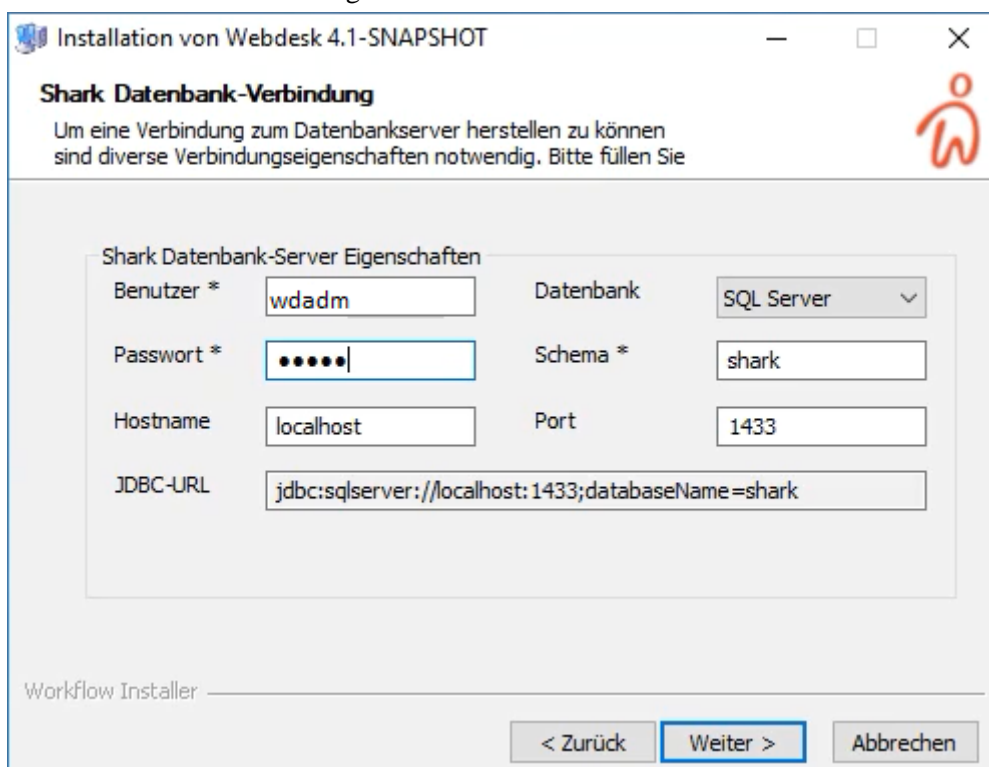 Installation von Webdesk 4.1-SNAPSHOT
Shark Datenbank-Verbindung
Um eine Verbindung zum Datenbankserver herstellen zu können
sind diverse Verbindungseigenschaften notwendig. Bitte füllen Sie
Shark Datenbank-Server Eigenschaften
Benutzer * wdadm Datenbank SQL Server
Passwort * ●●●●● Schema * shark
Hostname localhost Port 1433
JDBC-URL jdbc:sqlserver://localhost:1433;databaseName=shark
Workflow Installer
< Zurück Weiter > Abbrechen